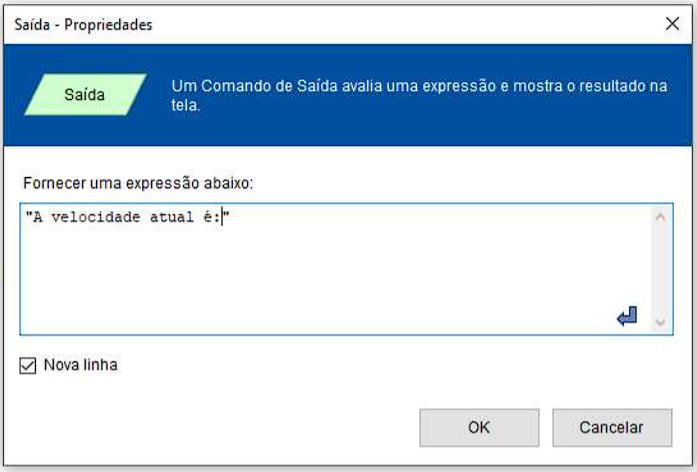 Saída - Propriedades
Saída
Um Comando de Saída avalia uma expressão e mostra o resultado na
tela.
Fornecer uma expressão abaixo:
"A velocidade atual é:"
Nova linha
OK
Cancelar